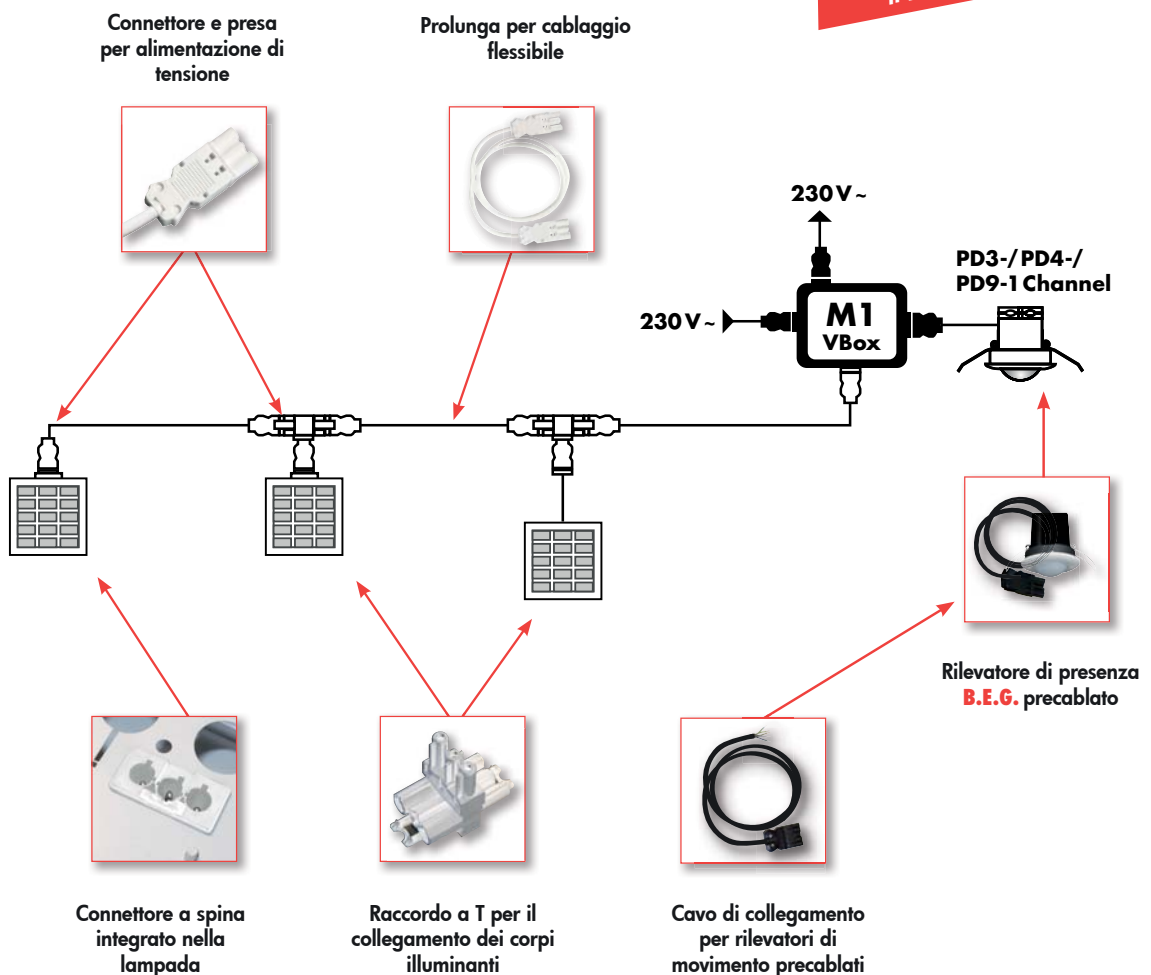 Connettore e presa
per alimentazione di
tensione
Prolunga per cablaggio
flessibile
230 V ~
230 V ~
M1
VBox
PD3-/PD4-/
PD9-1 Channel
Rilevatore di presenza
B.E.G. precablato
Connettore a spina
integrato nella
lampada
Raccordo a T per il
collegamento dei corpi
illuminanti
Cavo di collegamento
per rilevatori di
movimento precablati